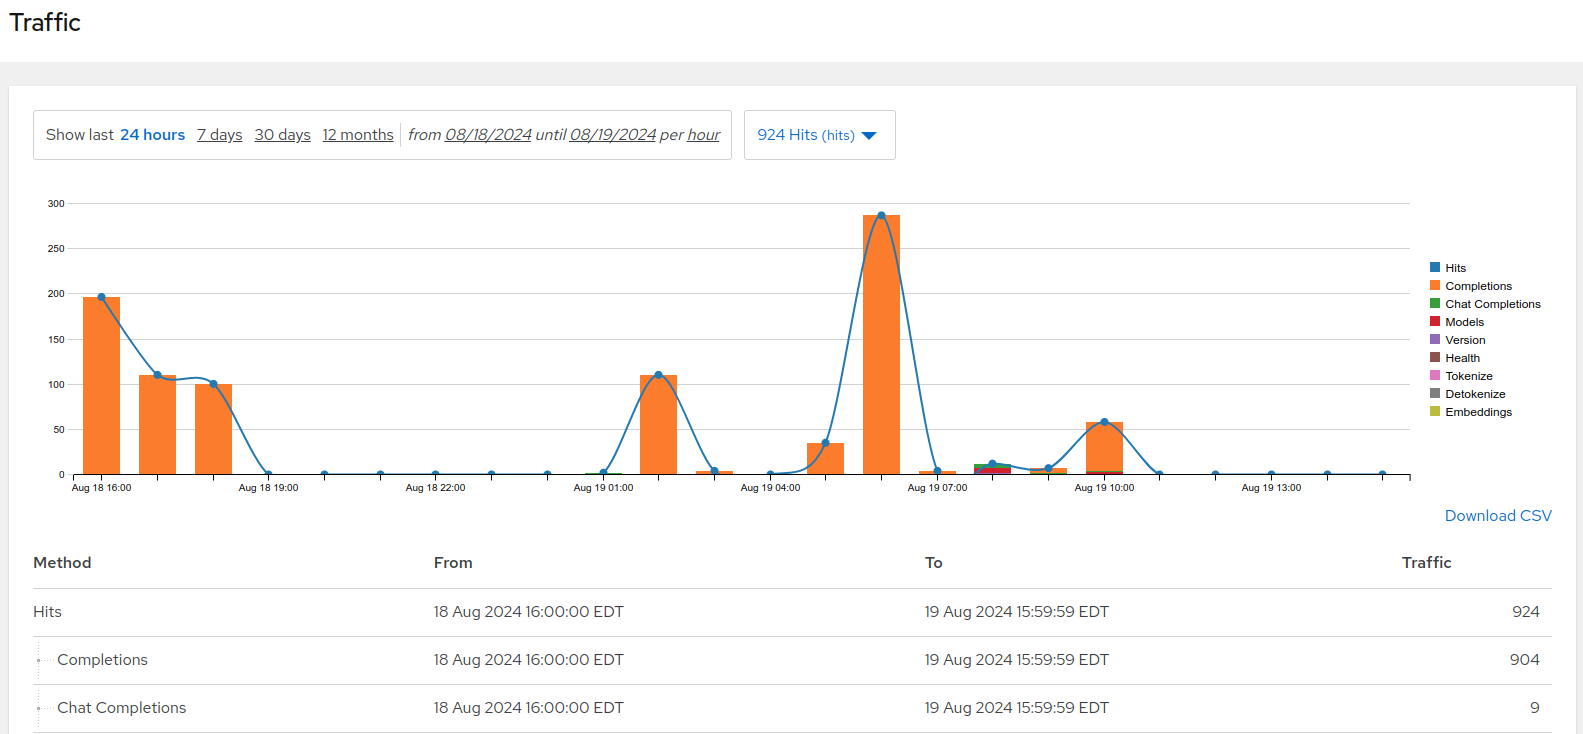 Traffic
Show last 24 hours 7 days 30 days 12 months from 08/18/2024 until 08/19/2024 per hour
924 Hits (hits)
300
250
200
150
100
50
0
Aug 18 16:00 Aug 18 19:00 Aug 18 22:00 Aug 19 01:00 Aug 19 04:00 Aug 19 07:00 Aug 19 10:00 Aug 19 13:00
Hits
Completions
Chat Completions
Models
Version
Health
Tokenize
Detokenize
Embeddings
Download CSV
Method From To Traffic
Hits 18 Aug 2024 16:00:00 EDT 19 Aug 2024 15:59:59 EDT 924
Completions 18 Aug 2024 16:00:00 EDT 19 Aug 2024 15:59:59 EDT 904
Chat Completions 18 Aug 2024 16:00:00 EDT 19 Aug 2024 15:59:59 EDT 9